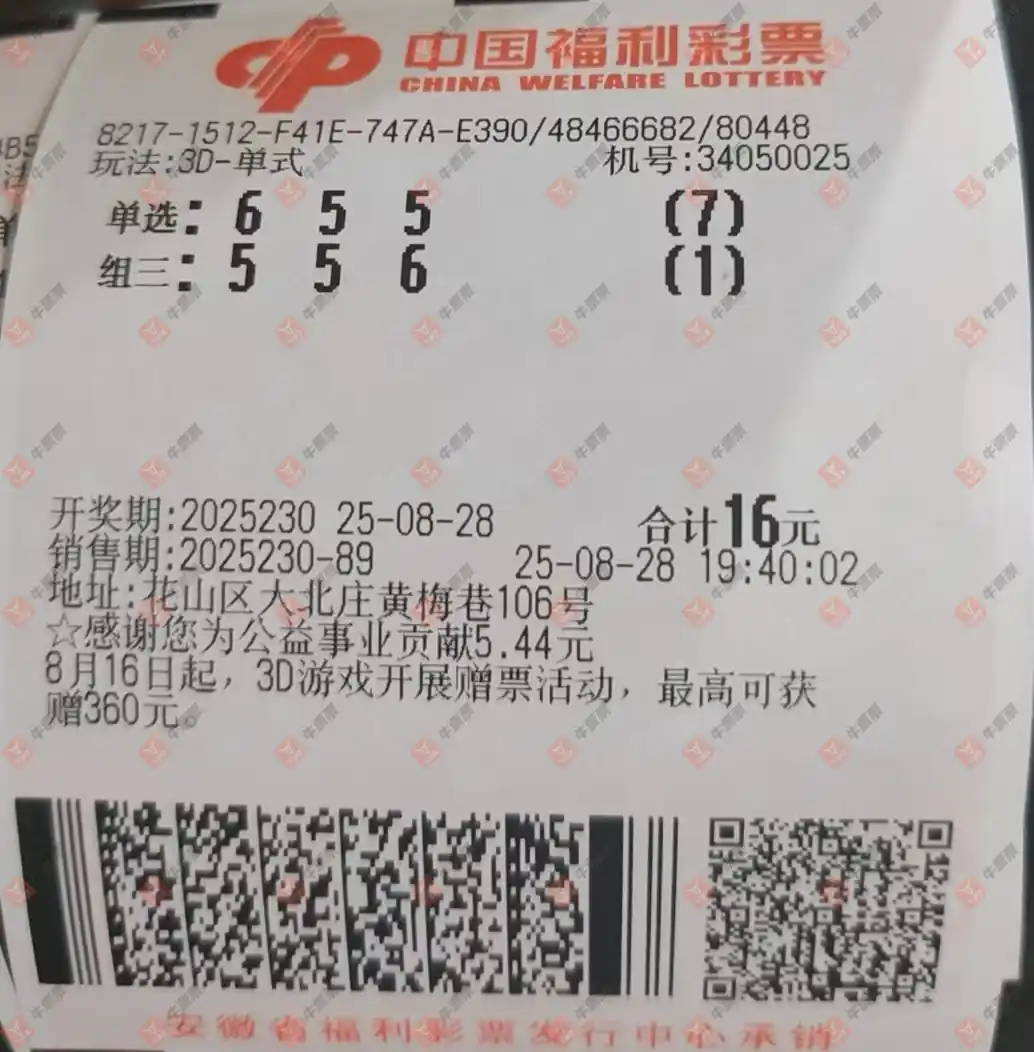 中国福利彩票
CHINA WELFARE LOTTERY
8217-1512-F41E-747A-E390/48466682/80448
玩法:3D-单式 机号:34050025
单选: 6 5 5 (7)
组三: 5 5 6 (1)
开奖期:2025230 25-08-28 合计16元
销售期:2025230-89 25-08-28 19:40:02
地址:花山区大北庄黄梅巷106号
☆感谢您为公益事业贡献5.44元
8月16日起，3D游戏开展赠票活动，最高可获
赠360元。
安徽省福利彩票发行中心承销